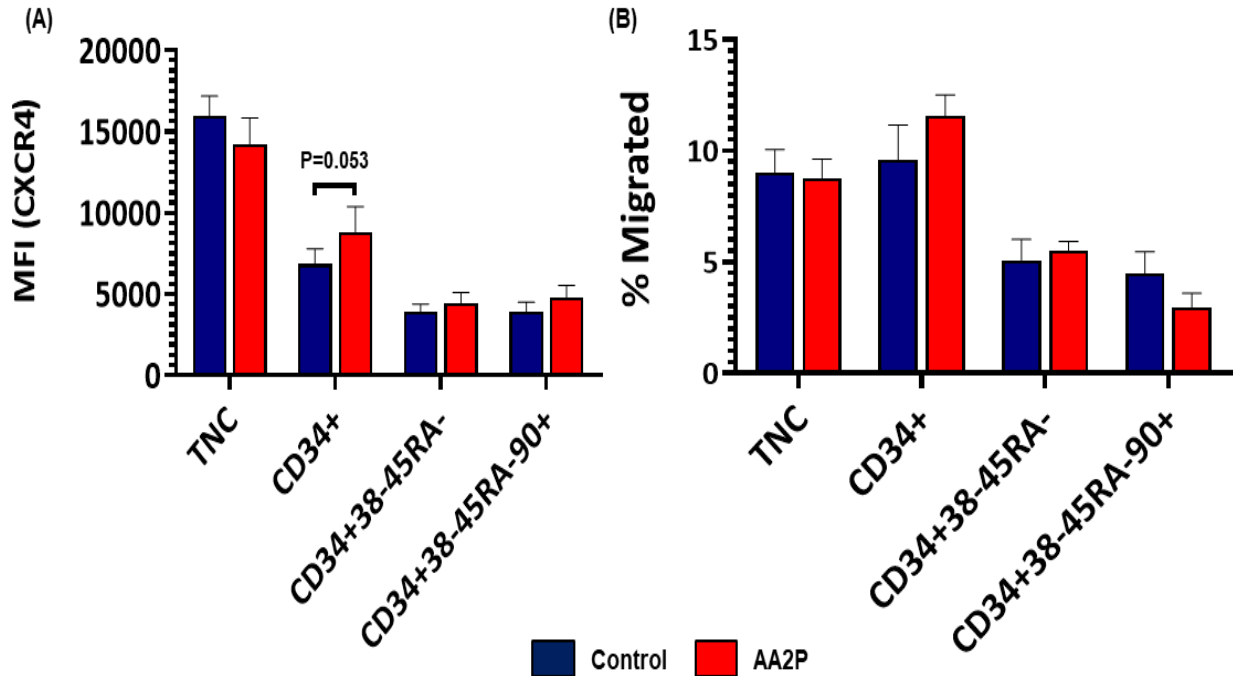 (A)
MFI (CXCR4)
20000
15000
10000
5000
0
P=0.053
TNC
CD34+
CD34+38-45RA-
CD34+38-45RA-90+
(B)
% Migrated
15
10
5
0
TNC
CD34+
CD34+38-45RA-
CD34+38-45RA-90+
Control
AA2P